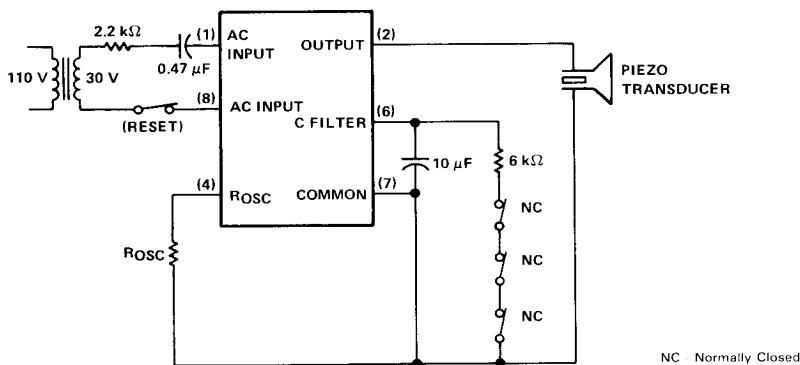 2.2 kΩ
(1)
AC
INPUT
OUTPUT
(2)
110 V
30 V
0.47 μF
PIEZO
TRANSDUCER
(8)
AC INPUT
(RESET)
C FILTER
(6)
10 μF
6 kΩ
(4)
ROSC
COMMON
(7)
NC
ROSC
NC
NC
NC - Normally Closed